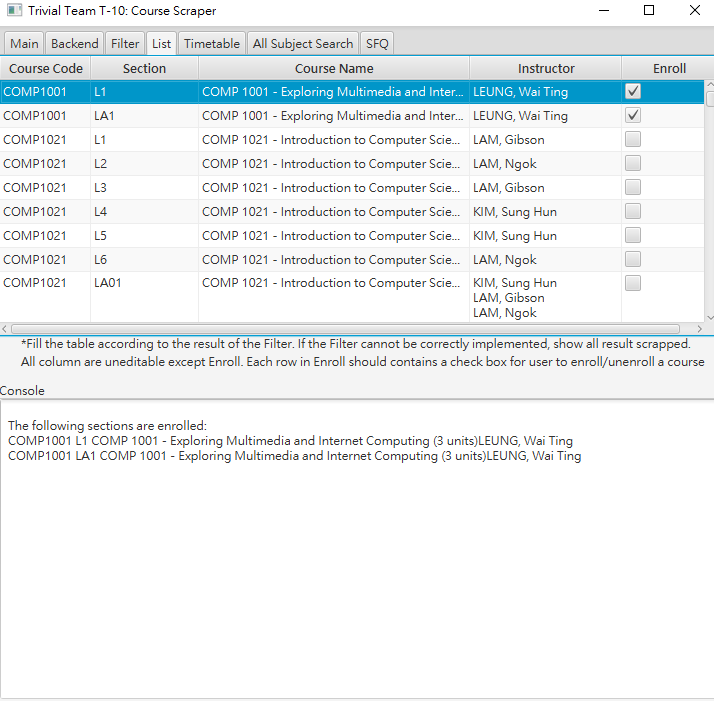 Trivial Team T-10: Course Scraper
Main Backend Filter List Timetable All Subject Search SFQ
Course Code Section Course Name Instructor Enroll
COMP1001 L1 COMP 1001 - Exploring Multimedia and Inter... LEUNG, Wai Ting
COMP1001 LA1 COMP 1001 - Exploring Multimedia and Inter... LEUNG, Wai Ting
COMP1021 L1 COMP 1021 - Introduction to Computer Scie... LAM, Gibson
COMP1021 L2 COMP 1021 - Introduction to Computer Scie... LAM, Ngok
COMP1021 L3 COMP 1021 - Introduction to Computer Scie... LAM, Gibson
COMP1021 L4 COMP 1021 - Introduction to Computer Scie... KIM, Sung Hun
COMP1021 L5 COMP 1021 - Introduction to Computer Scie... KIM, Sung Hun
COMP1021 L6 COMP 1021 - Introduction to Computer Scie... LAM, Ngok
COMP1021 LA01 COMP 1021 - Introduction to Computer Scie... KIM, Sung Hun
LAM, Gibson
LAM, Ngok
*Fill the table according to the result of the Filter. If the Filter cannot be correctly implemented, show all result scrapped.
All column are uneditable except Enroll. Each row in Enroll should contains a check box for user to enroll/unenroll a course
Console
The following sections are enrolled:
COMP1001 L1 COMP 1001 - Exploring Multimedia and Internet Computing (3 units)LEUNG, Wai Ting
COMP1001 LA1 COMP 1001 - Exploring Multimedia and Internet Computing (3 units)LEUNG, Wai Ting